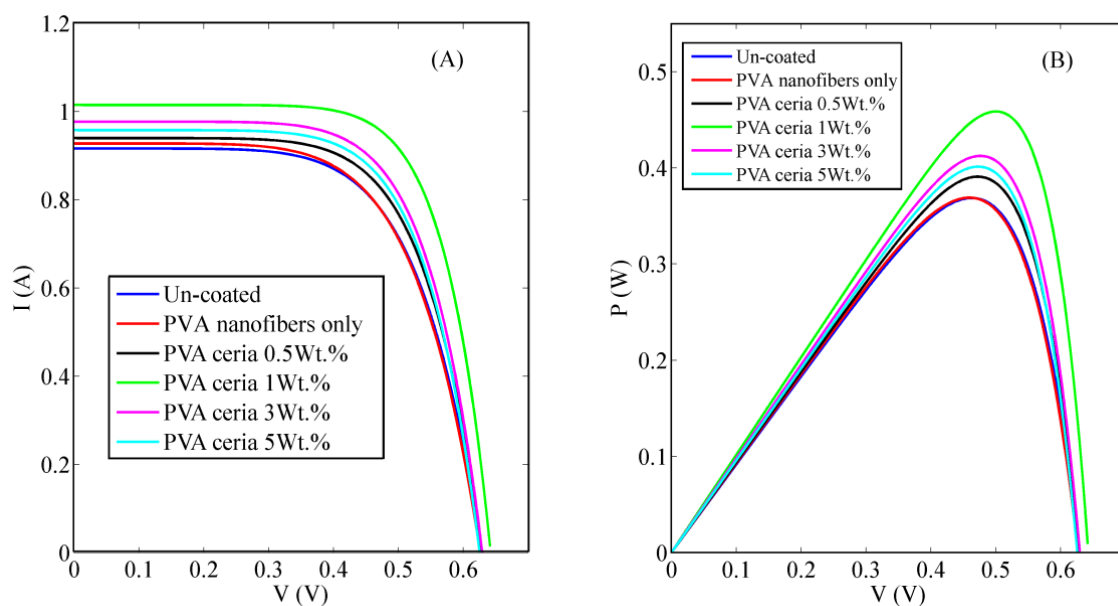 1.2
1
0.8
0.6
0.4
0.2
0
I (A)
(A)
Un-coated
PVA nanofibers only
PVA ceria 0.5Wt.%
PVA ceria 1Wt.%
PVA ceria 3Wt.%
PVA ceria 5Wt.%
0 0.1 0.2 0.3 0.4 0.5 0.6
V (V)
0.5
0.4
0.3
0.2
0.1
0
P (W)
(B)
Un-coated
PVA nanofibers only
PVA ceria 0.5Wt.%
PVA ceria 1Wt.%
PVA ceria 3Wt.%
PVA ceria 5Wt.%
0 0.1 0.2 0.3 0.4 0.5 0.6
V (V)